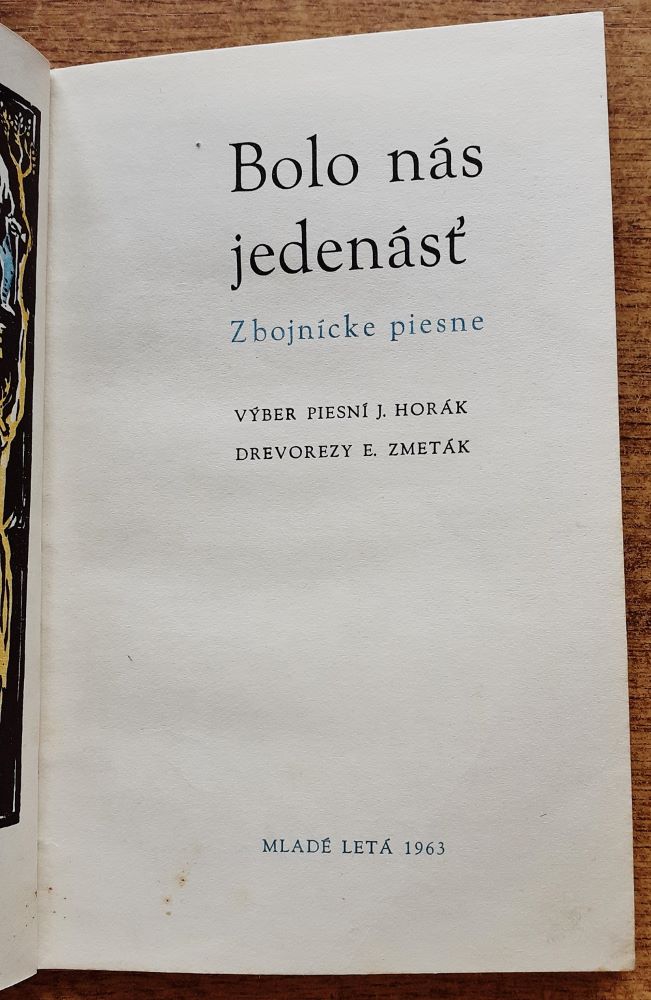 Bolo nás
jedenásť
Zbojnícke piesne
VÝBER PIESNÍ J. HORÁK
DREVOREZY E. ZMETÁK
MLADÉ LETÁ 1963